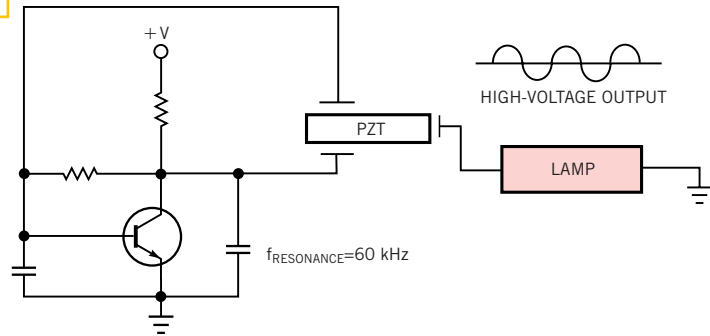 +V
HIGH-VOLTAGE OUTPUT
PZT
LAMP
fRESONANCE=60 kHz